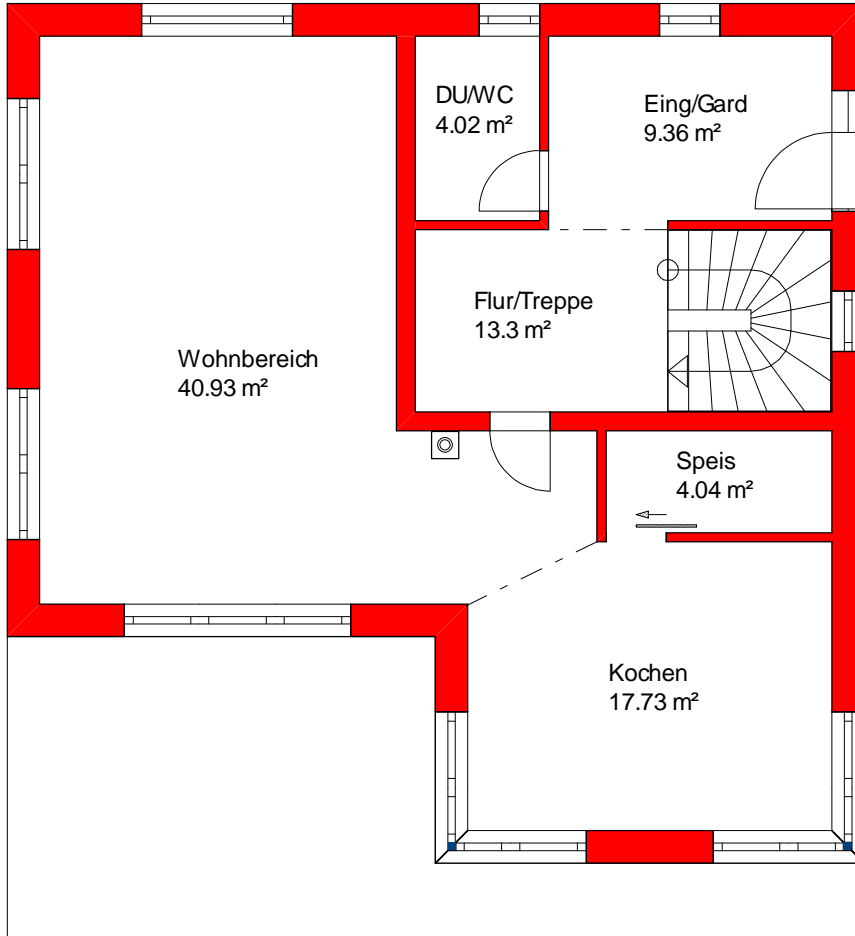 DU/WC
4.02 m²
Eing/Gard
9.36 m²
Flur/Treppe
13.3 m²
Wohnbereich
40.93 m²
Speis
4.04 m²
Kochen
17.73 m²